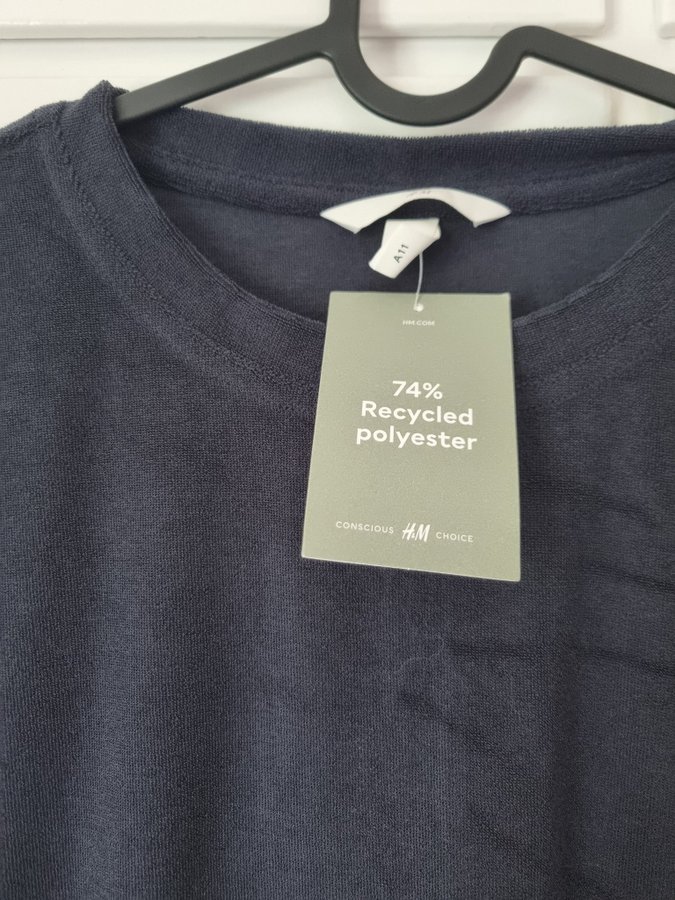 H&M
A11
HM.COM
74%
Recycled
polyester
CONSCIOUS H&M CHOICE